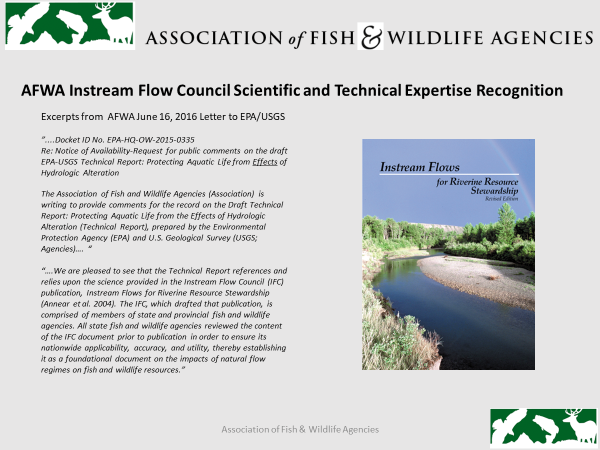 ASSOCIATION of FISH & WILDLIFE AGENCIES
AFWA Instream Flow Council Scientific and Technical Expertise Recognition
Excerpts from AFWA June 16, 2016 Letter to EPA/USGS
"....Docket ID No. EPA-HQ-OW-2015-0335
Re: Notice of Availability-Request for public comments on the draft
EPA-USGS Technical Report: Protecting Aquatic Life from Effects of
Hydrologic Alteration
The Association of Fish and Wildlife Agencies (Association) is
writing to provide comments for the record on the Draft Technical
Report: Protecting Aquatic Life from the Effects of Hydrologic
Alteration (Technical Report), prepared by the Environmental
Protection Agency (EPA) and U.S. Geological Survey (USGS;
Agencies).... "
"....We are pleased to see that the Technical Report references and
relies upon the science provided in the Instream Flow Council (IFC)
publication, Instream Flows for Riverine Resource Stewardship
(Annear et al. 2004). The IFC, which drafted that publication, is
comprised of members of state and provincial fish and wildlife
agencies. All state fish and wildlife agencies reviewed the content
of the IFC document prior to publication in order to ensure its
nationwide applicability, accuracy, and utility, thereby establishing
it as a foundational document on the impacts of natural flow
regimes on fish and wildlife resources."
Instream Flows
for Riverine Resource
Stewardship
Revised Edition
Association of Fish & Wildlife Agencies